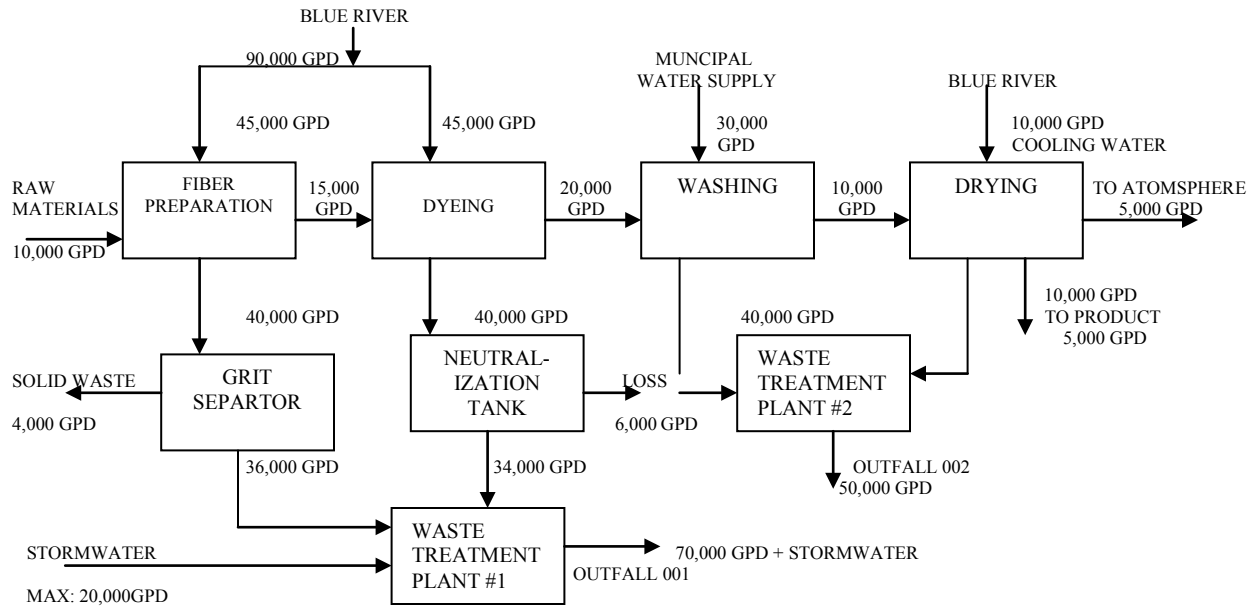 BLUE RIVER
90,000 GPD
MUNCIPAL
WATER SUPPLY
BLUE RIVER
45,000 GPD
45,000 GPD
30,000
GPD
10,000 GPD
COOLING WATER
RAW
MATERIALS
10,000 GPD
FIBER
PREPARATION
15,000
GPD
DYEING
20,000
GPD
WASHING
10,000
GPD
DRYING
TO ATOMSPHERE
5,000 GPD
40,000 GPD
40,000 GPD
40,000 GPD
10,000 GPD
TO PRODUCT
5,000 GPD
SOLID WASTE
4,000 GPD
GRIT
SEPARTOR
NEUTRAL-
IZATION
TANK
LOSS
6,000 GPD
WASTE
TREATMENT
PLANT #2
36,000 GPD
34,000 GPD
OUTFALL 002
50,000 GPD
STORMWATER
MAX: 20,000GPD
WASTE
TREATMENT
PLANT #1
70,000 GPD + STORMWATER
OUTFALL 001